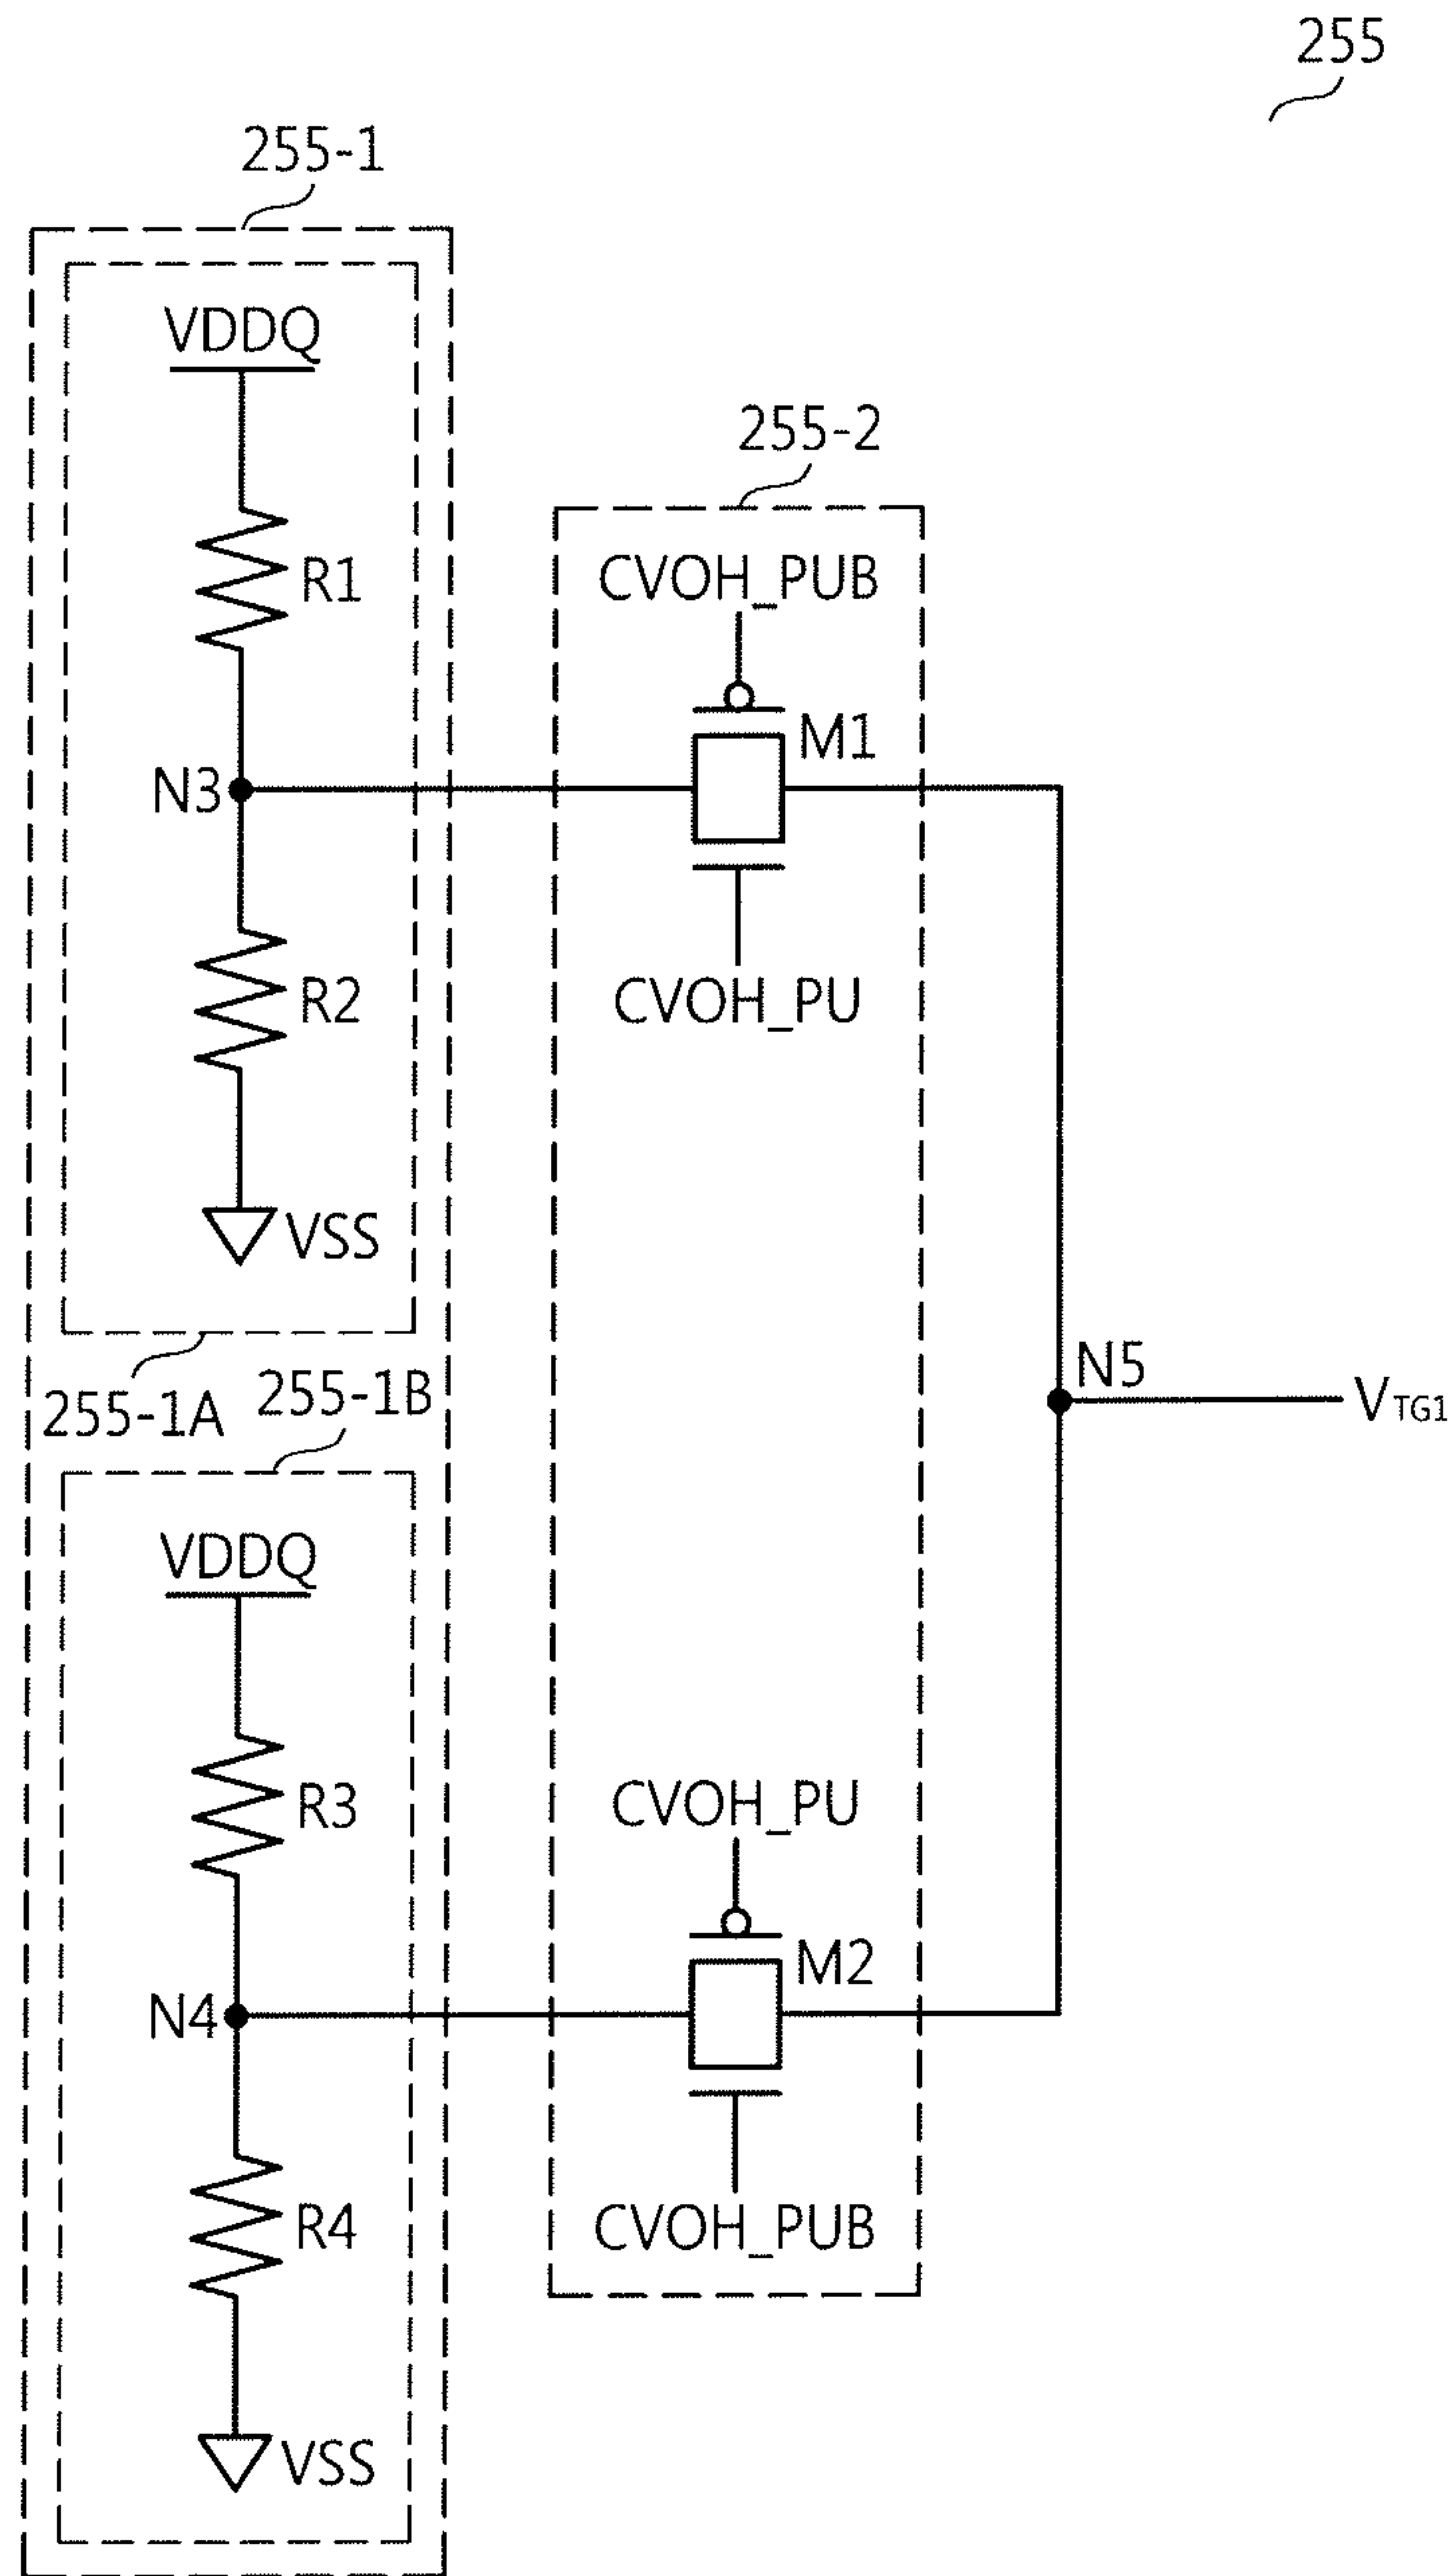 255
255-1
VDDQ
255-2
R1
CVOH_PUB
M1
N3
R2
CVOH_PU
VSS
255-1A
255-1B
N5
VTG1
VDDQ
R3
CVOH_PU
M2
N4
R4
CVOH_PUB
VSS